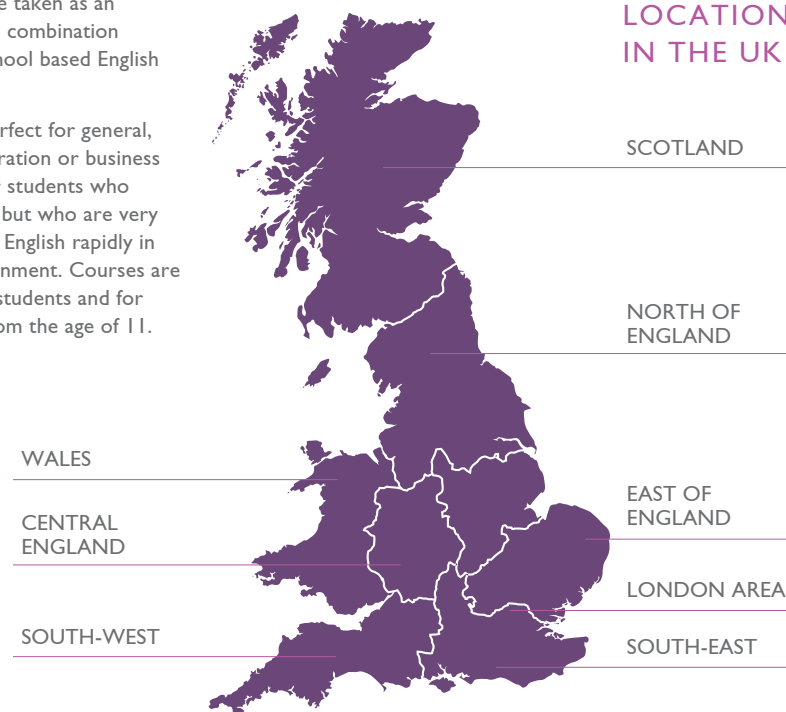 e taken as an
combination
hool based English
rfect for general,
ration or business
students who
but who are very
English rapidly in
nment. Courses are
students and for
om the age of 11.
LOCATION
IN THE UK
SCOTLAND
NORTH OF
ENGLAND
WALES
CENTRAL
ENGLAND
SOUTH-WEST
EAST OF
ENGLAND
LONDON AREA
SOUTH-EAST